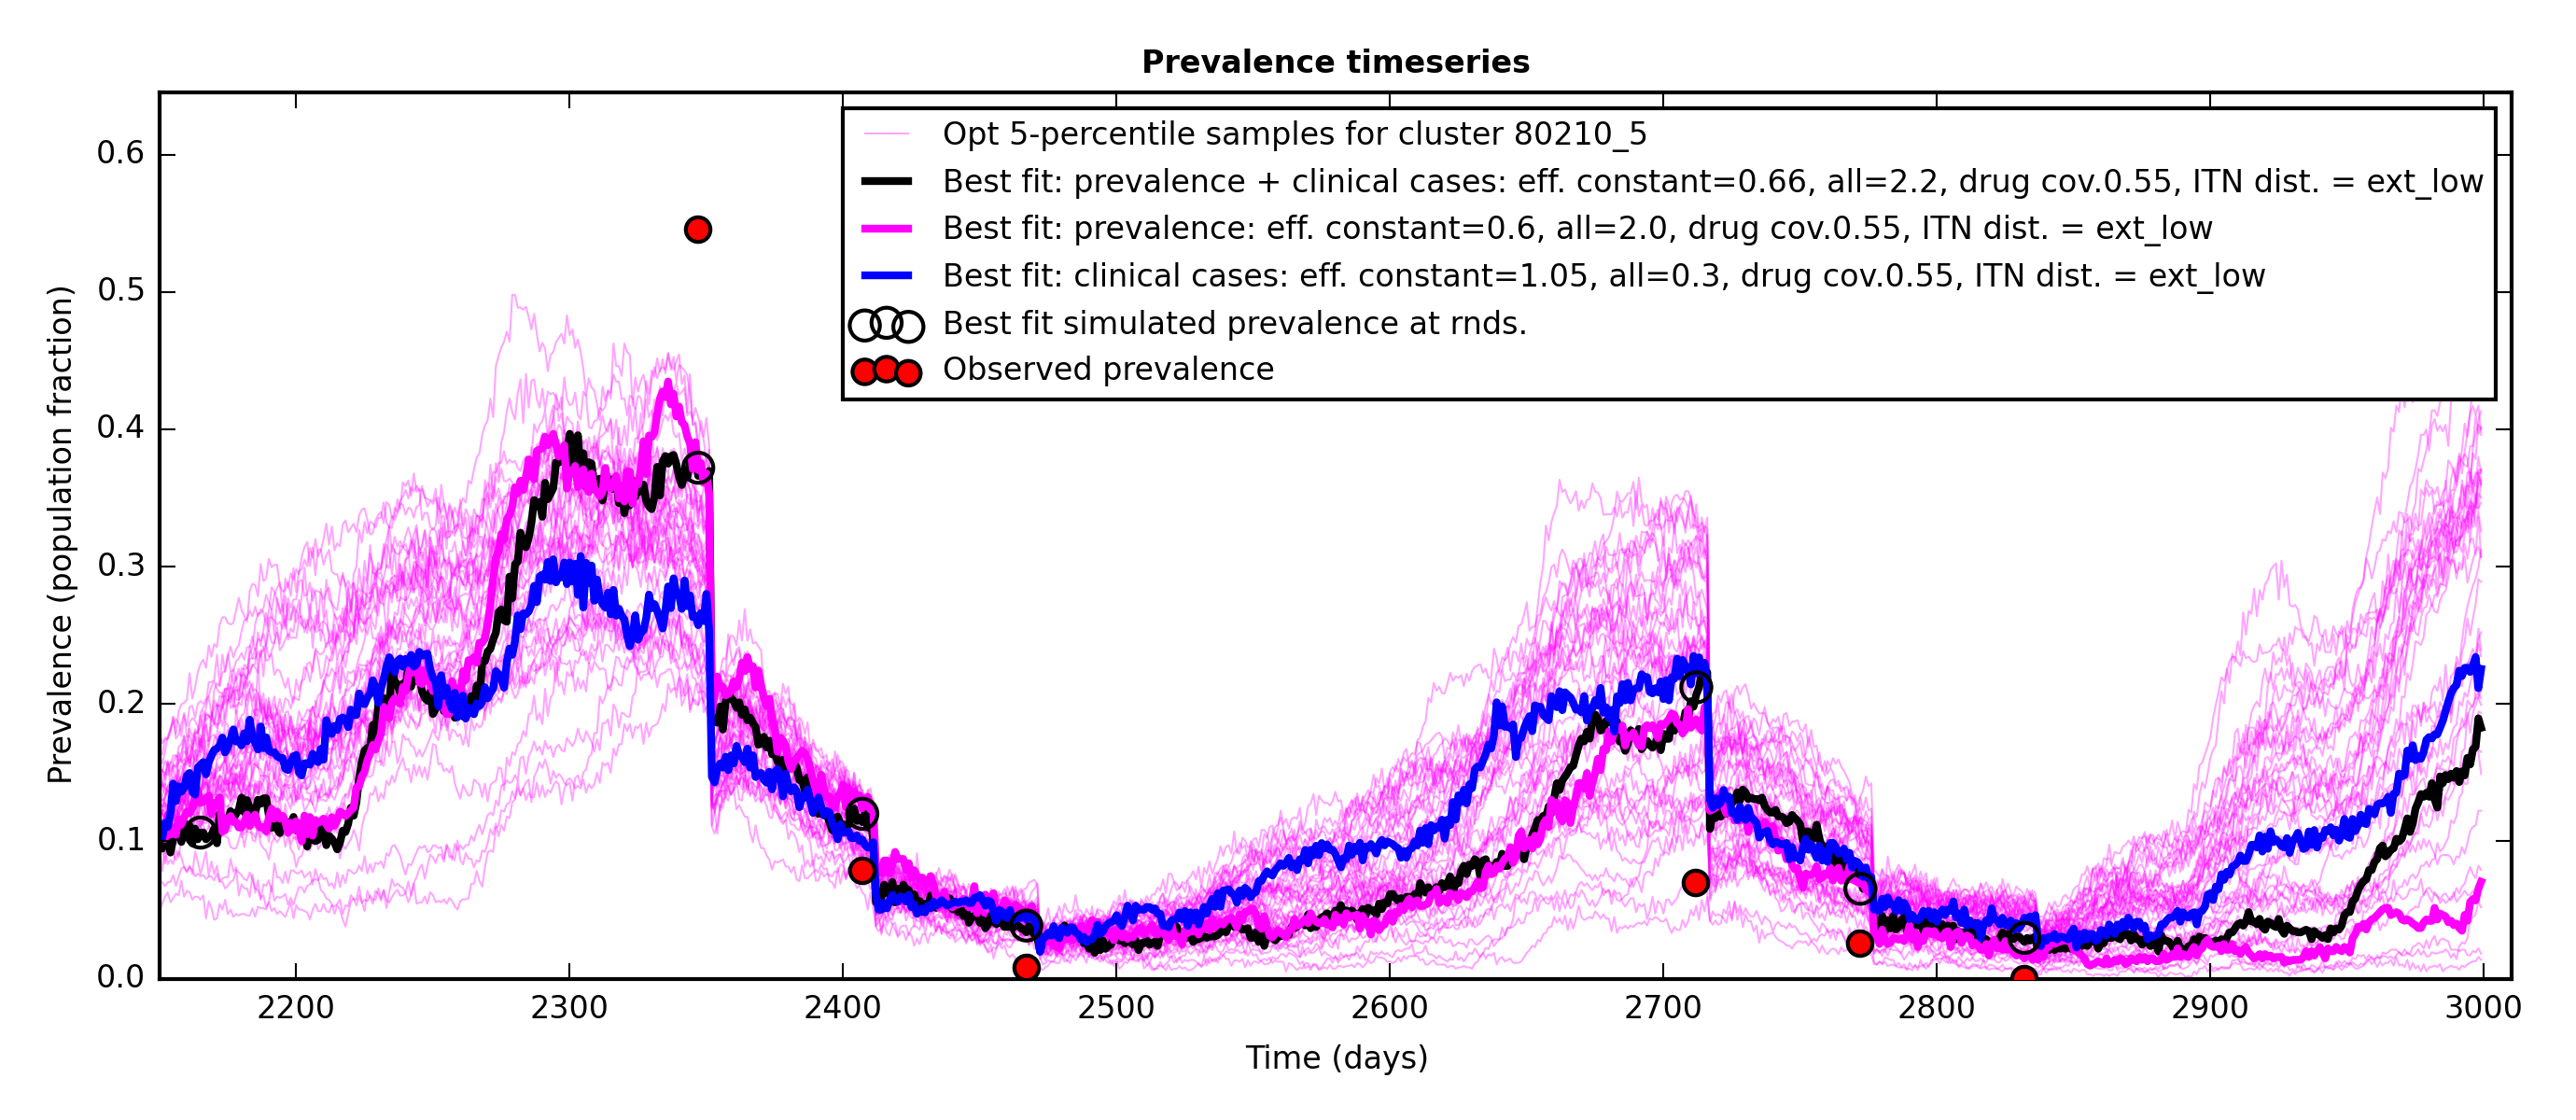 Prevalence timeseries
Opt 5-percentile samples for cluster 80210_5
Best fit: prevalence + clinical cases: eff. constant=0.66, all=2.2, drug cov.0.55, ITN dist. = ext_low
Best fit: prevalence: eff. constant=0.6, all=2.0, drug cov.0.55, ITN dist. = ext_low
Best fit: clinical cases: eff. constant=1.05, all=0.3, drug cov.0.55, ITN dist. = ext_low
Best fit simulated prevalence at rnds.
Observed prevalence
Prevalence (population fraction)
0.6
0.5
0.4
0.3
0.2
0.1
0.0
2200 2300 2400 2500 2600 2700 2800 2900 3000
Time (days)